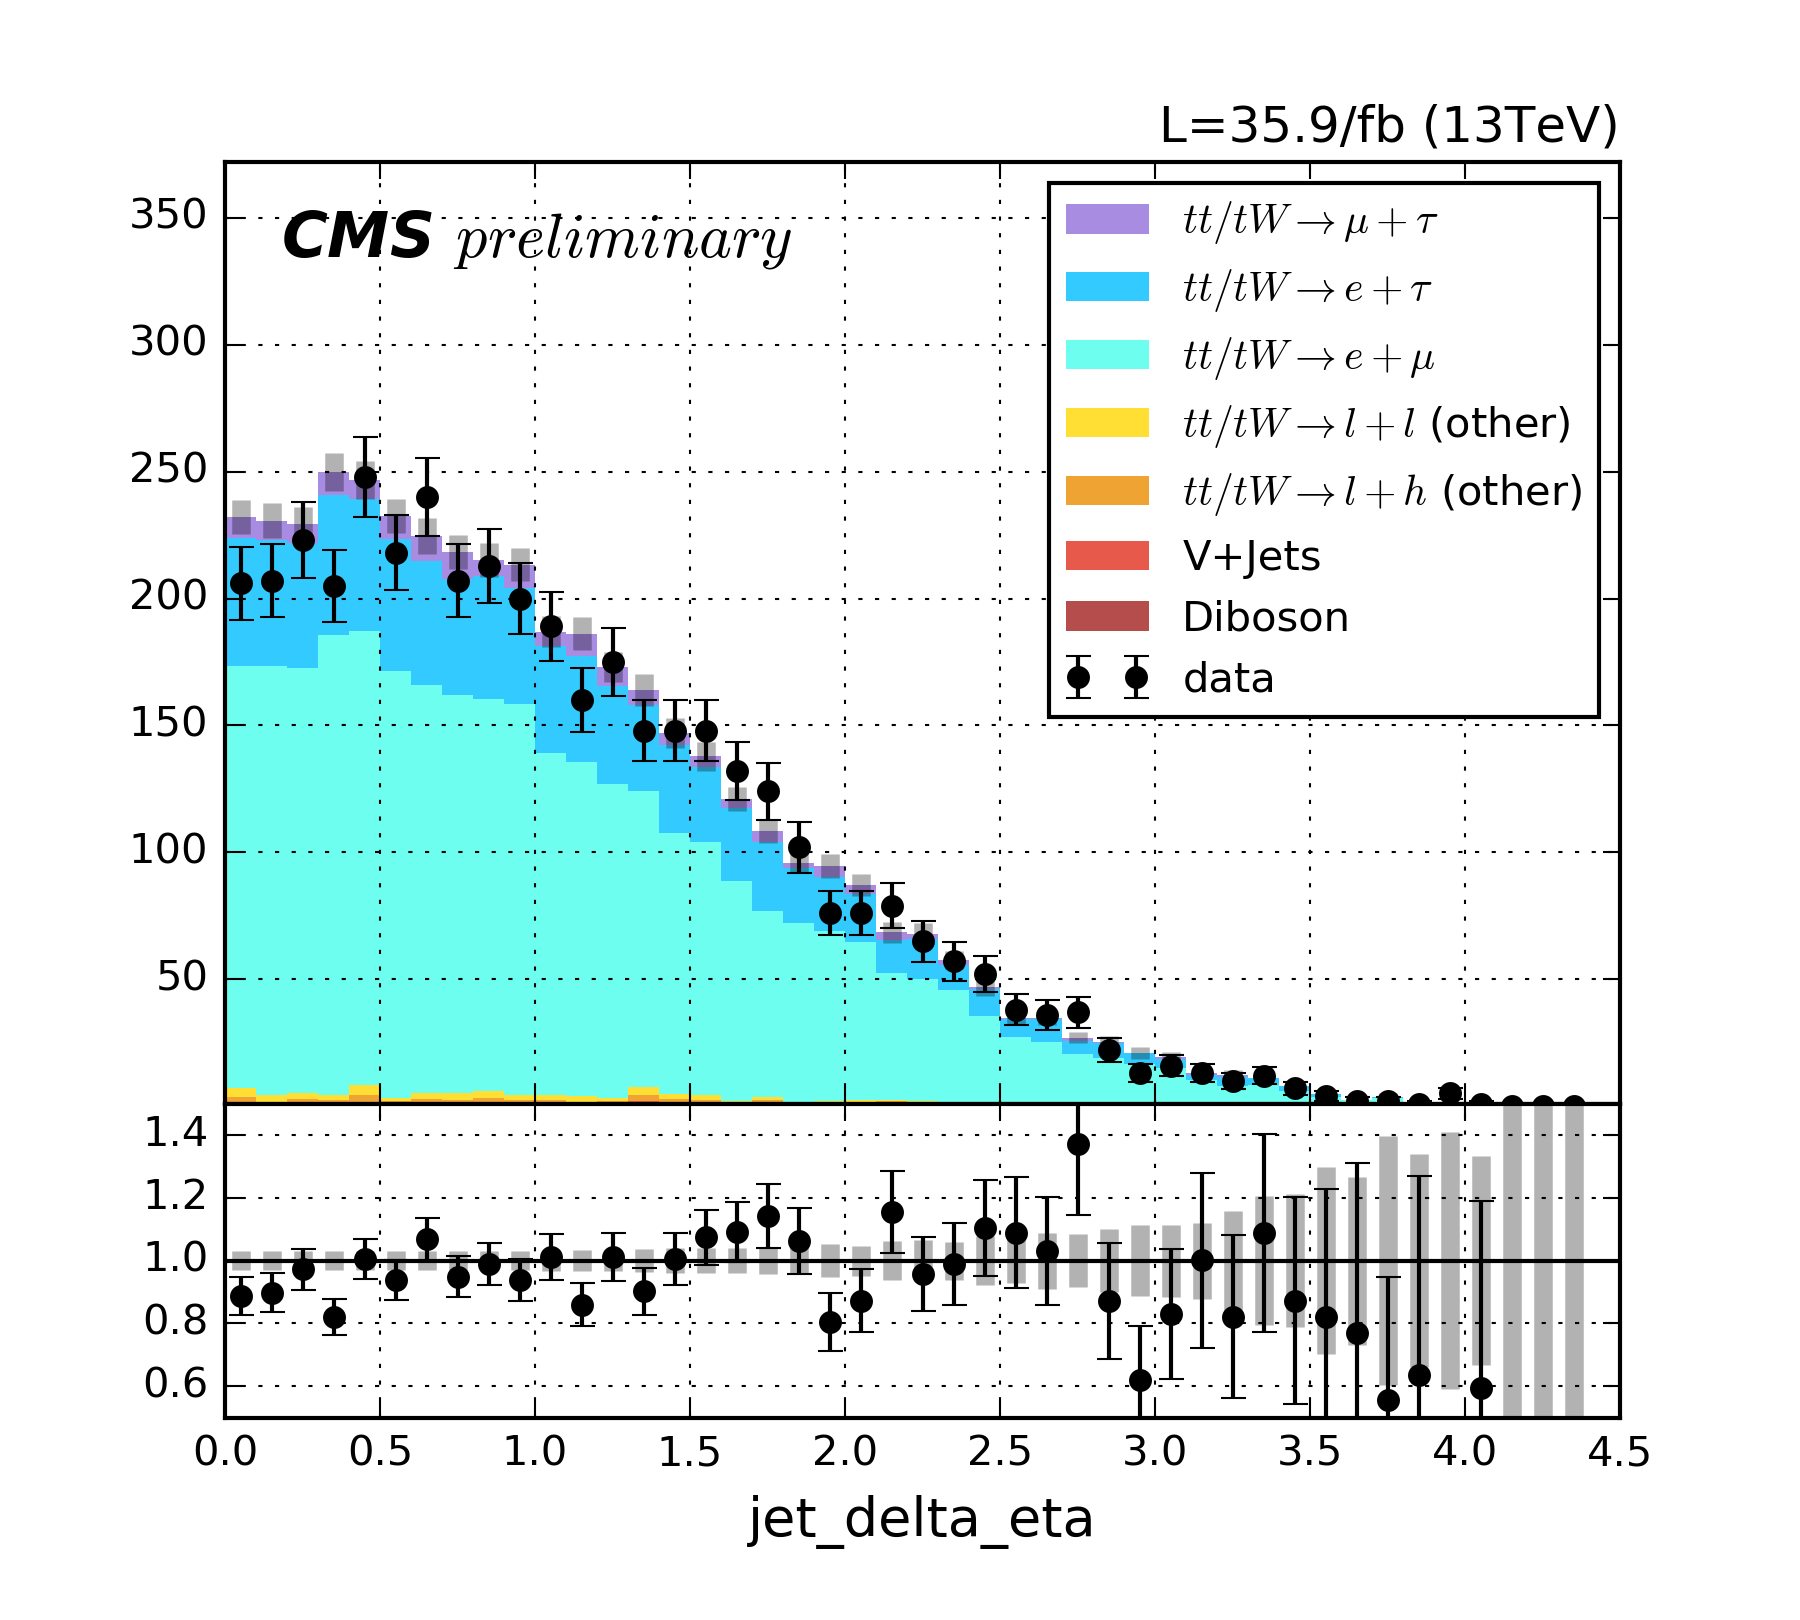 L=35.9/fb (13TeV)
CMS preliminary
350
300
250
200
150
100
50
tt/tW→μ+τ
tt/tW→e+τ
tt/tW→e+μ
tt/tW→l+l (other)
tt/tW→l+h (other)
V+Jets
Diboson
data
1.4
1.2
1.0
0.8
0.6
0.0 0.5 1.0 1.5 2.0 2.5 3.0 3.5 4.0 4.5
jet_delta_eta